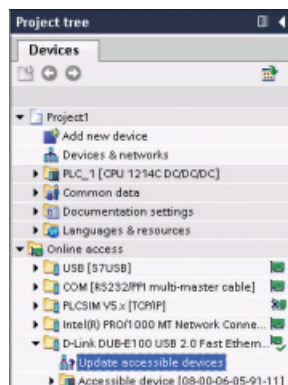 Project tree
Devices
Project1
Add new device
Devices & networks
PLC_1 [CPU 1214C DC/DC/DC]
Common data
Documentation settings
Languages & resources
Online access
USB [S7USB]
COM [RS232/PPI multi-master cable]
PLCSIM V5.x [TCP/IP]
Intel(R) PRO/1000 MT Network Conne...
D-Link DUB-E100 USB 2.0 Fast Ethern...
Update accessible devices
Accessible device [08-00-06-05-91-11]